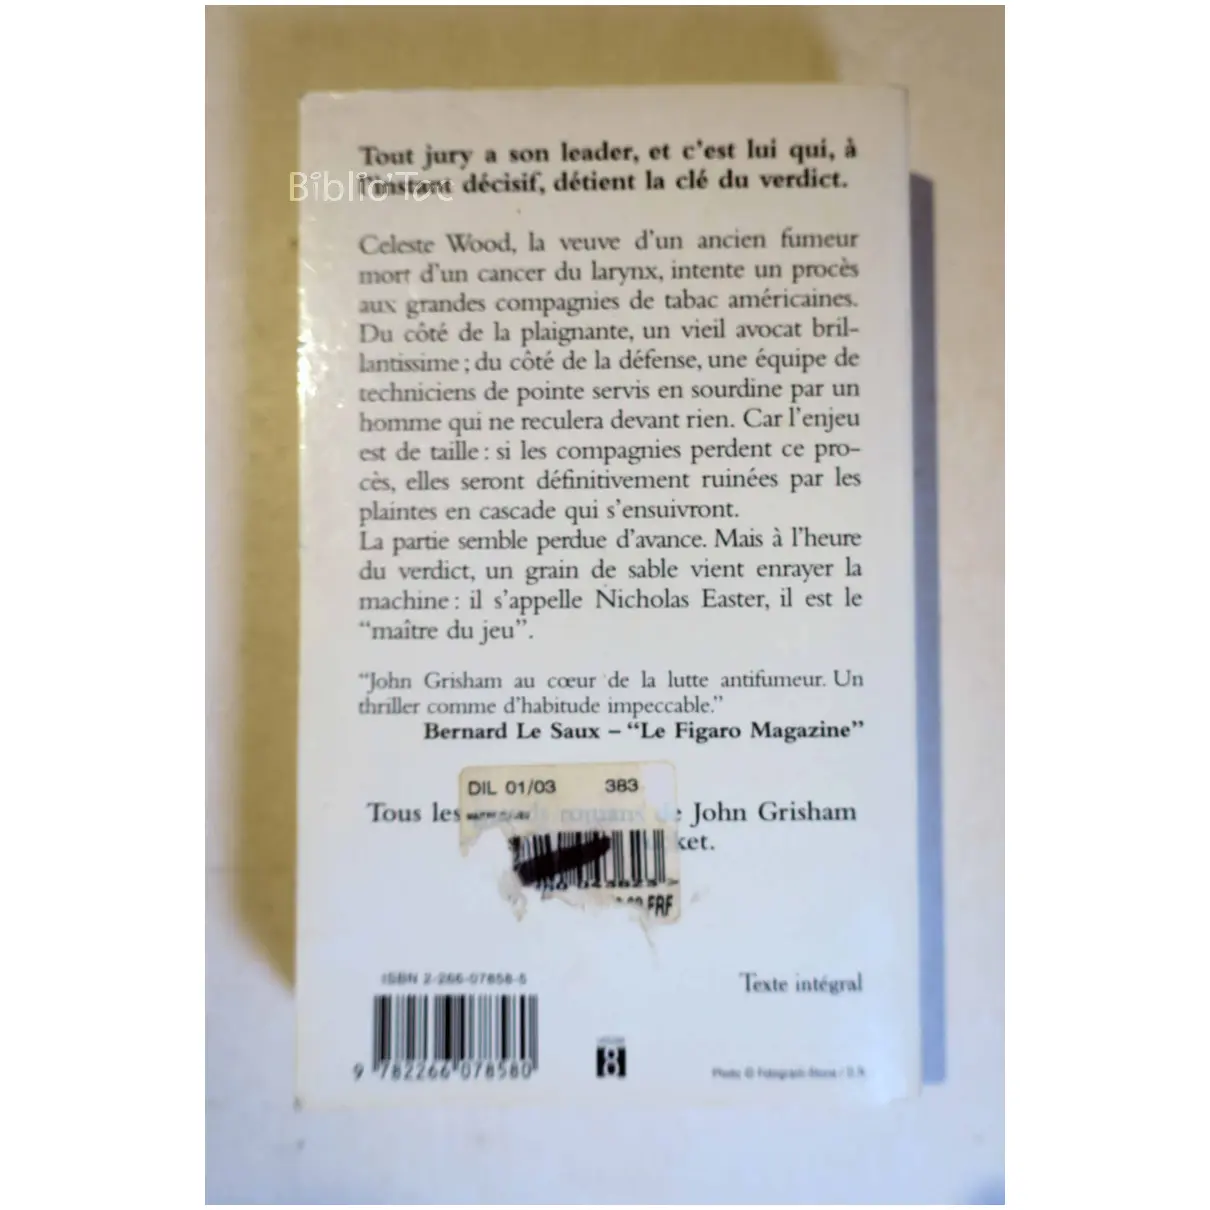 Tout jury a son leader, et c'est lui qui, à
l'instant décisif, détient la clé du verdict.
Biblio'Toc
Celeste Wood, la veuve d'un ancien fumeur
mort d'un cancer du larynx, intente un procès
aux grandes compagnies de tabac américaines.
Du côté de la plaignante, un vieil avocat bril-
lantissime ; du côté de la défense, une équipe de
techniciens de pointe servis en sourdine par un
homme qui ne reculera devant rien. Car l'enjeu
est de taille : si les compagnies perdent ce pro-
cès, elles seront définitivement ruinées par les
plaintes en cascade qui s'ensuivront.
La partie semble perdue d'avance. Mais à l'heure
du verdict, un grain de sable vient enrayer la
machine : il s'appelle Nicholas Easter, il est le
“maître du jeu”.
“John Grisham au cœur de la lutte antifumeur. Un
thriller comme d'habitude impeccable.”
Bernard Le Saux – “Le Figaro Magazine”
DIL 01/03 383
Tous les romans de John Grisham
ket.
FRF
ISBN 2-266-07858-5
Texte intégral
9 782266 078580
8
Photo ©